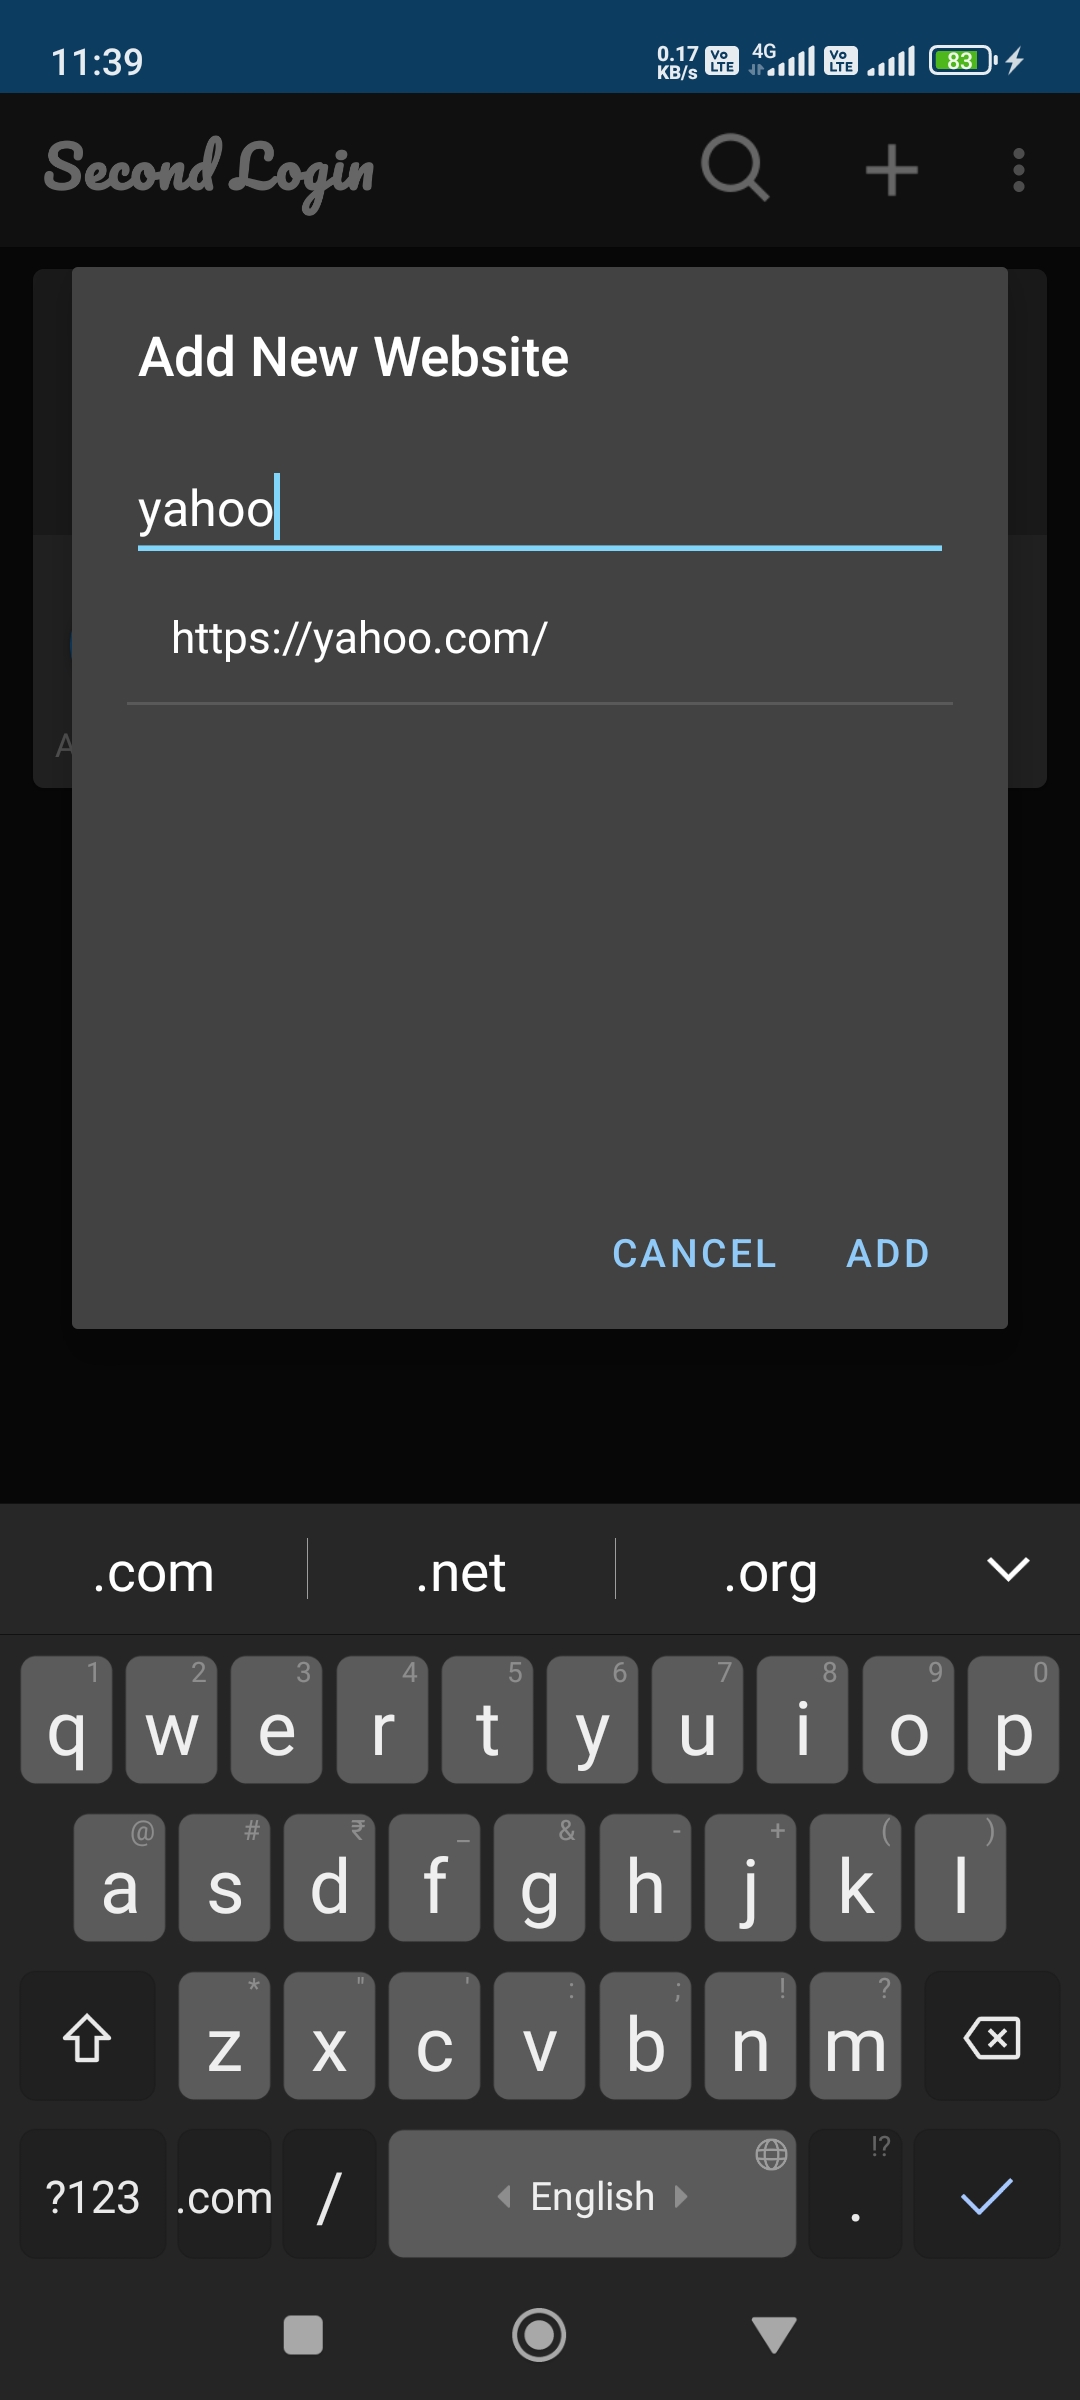 11:39
0.17 KB/s
Vo LTE
4G
Vo LTE
83
Second Login
Add New Website
yahoo
https://yahoo.com/
A
CANCEL ADD
.com .net .org
1 2 3 4 5 6 7 8 9 0
q w e r t y u i o p
@ # ₹ _ & - + ( )
a s d f g h j k l
* " ' : ; ! ?
z x c v b n m
!?
?123 .com / English .